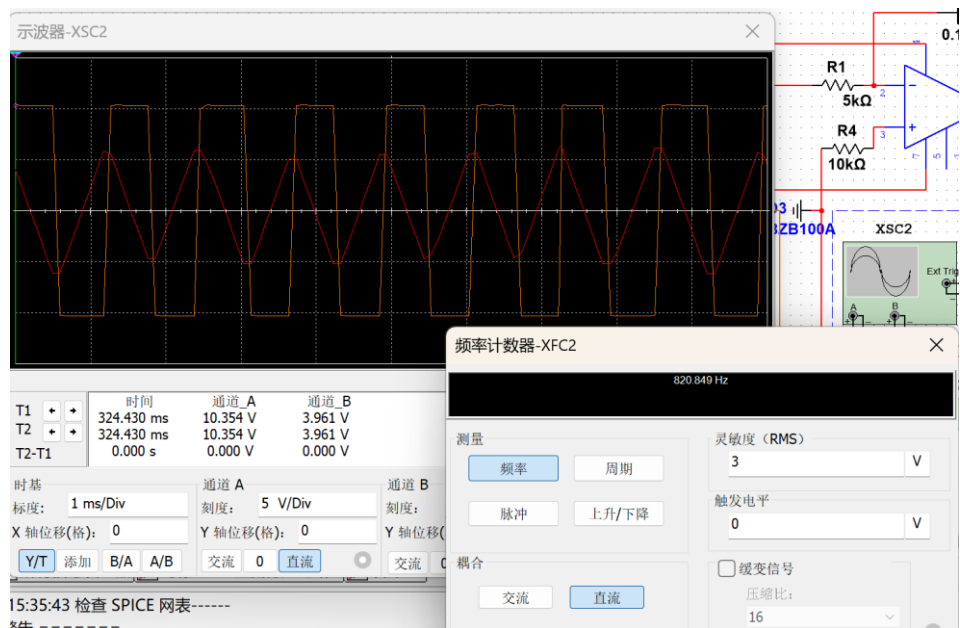 示波器-XSC2
R1
5kΩ
2
R4
3
10kΩ
7
5
XSC2
Ext Trig
A
B
频率计数器-XFC2
820.849 Hz
时间 通道_A 通道_B
T1 324.430 ms 10.354 V 3.961 V
T2 324.430 ms 10.354 V 3.961 V
T2-T1 0.000 s 0.000 V 0.000 V
时基
标度: 1 ms/Div
X 轴位移(格): 0
Y/T 添加 B/A A/B
通道 A
刻度: 5 V/Div
Y 轴位移(格): 0
交流 0 直流
通道 B
刻度:
Y 轴位移(格
交流
测量
频率 周期
脉冲 上升/下降
耦合
交流 直流
灵敏度（RMS）
3 V
触发电平
0 V
缓变信号
压缩比:
16
15:35:43 检查 SPICE 网表------